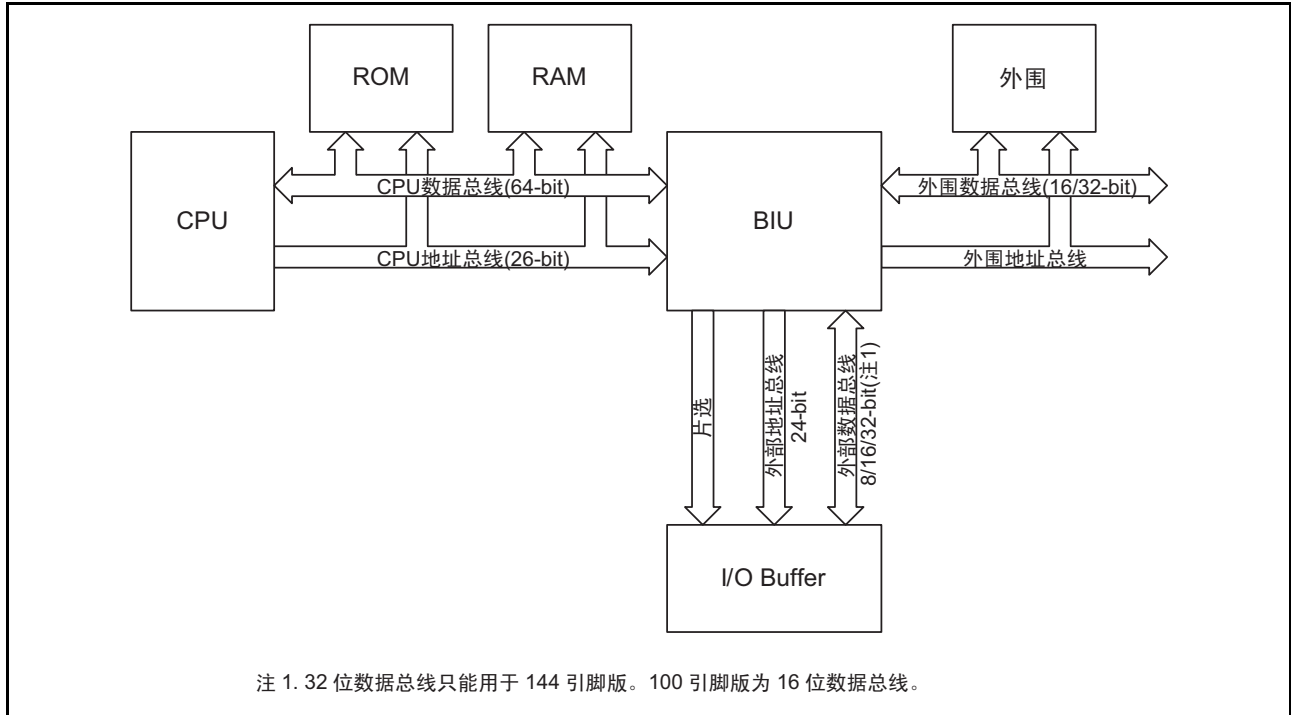 ROM
RAM
外围
CPU数据总线(64-bit)
外围数据总线(16/32-bit)
CPU
BIU
CPU地址总线(26-bit)
外围地址总线
片选
外部地址总线
24-bit
外部数据总线
8/16/32-bit(注1)
I/O Buffer
注 1. 32 位数据总线只能用于 144 引脚版。100 引脚版为 16 位数据总线。